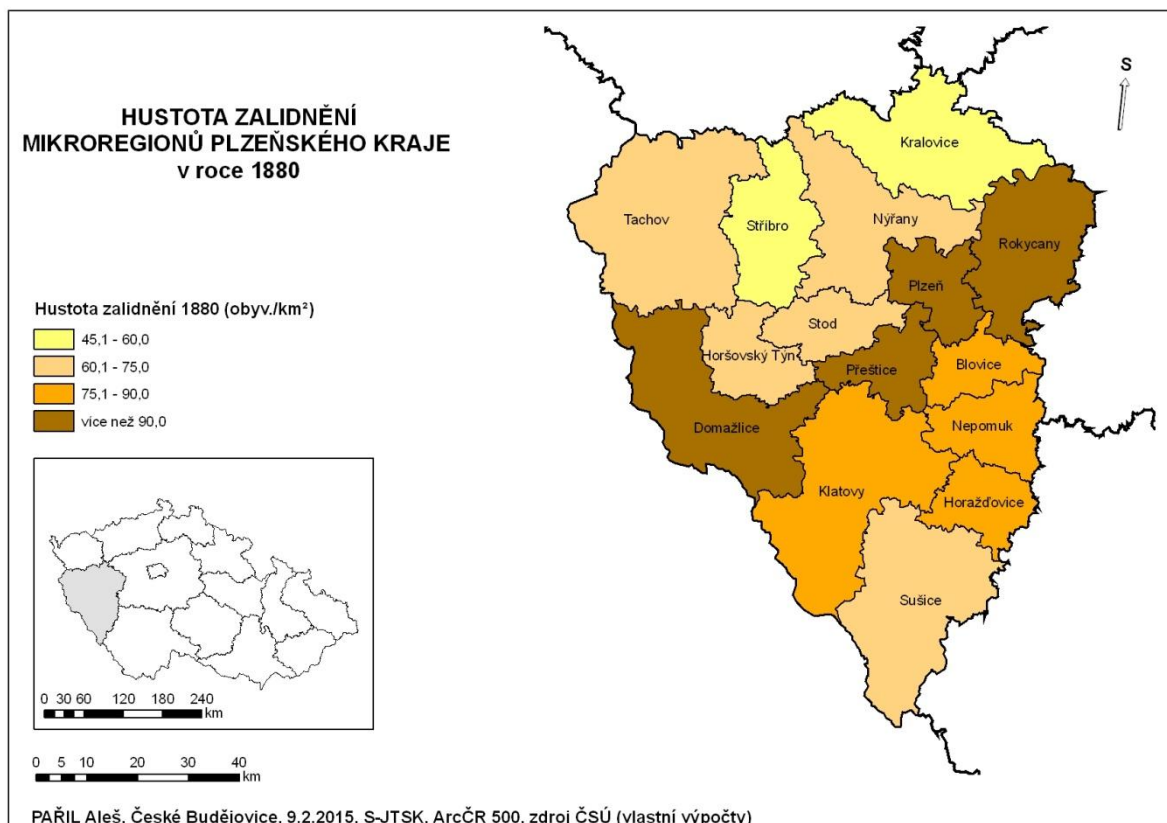 HUSTOTA ZALIDNĚNÍ
MIKROREGIONŮ PLZEŇSKÉHO KRAJE
v roce 1880
S
Kralovice
Tachov
Stříbro
Nýřany
Rokycany
Plzeň
Stod
Horšovský Týn
Přeštice
Blovice
Domažlice
Nepomuk
Klatovy
Horažďovice
Sušice
Hustota zalidnění 1880 (obyv./km²)
45,1 - 60,0
60,1 - 75,0
75,1 - 90,0
více než 90,0
0 30 60 120 180 240
km
0 5 10 20 30 40
km
PAŘIL Aleš, České Budějovice, 9.2.2015, S-JTSK, ArcČR 500, zdroj ČSÚ (vlastní výpočty)